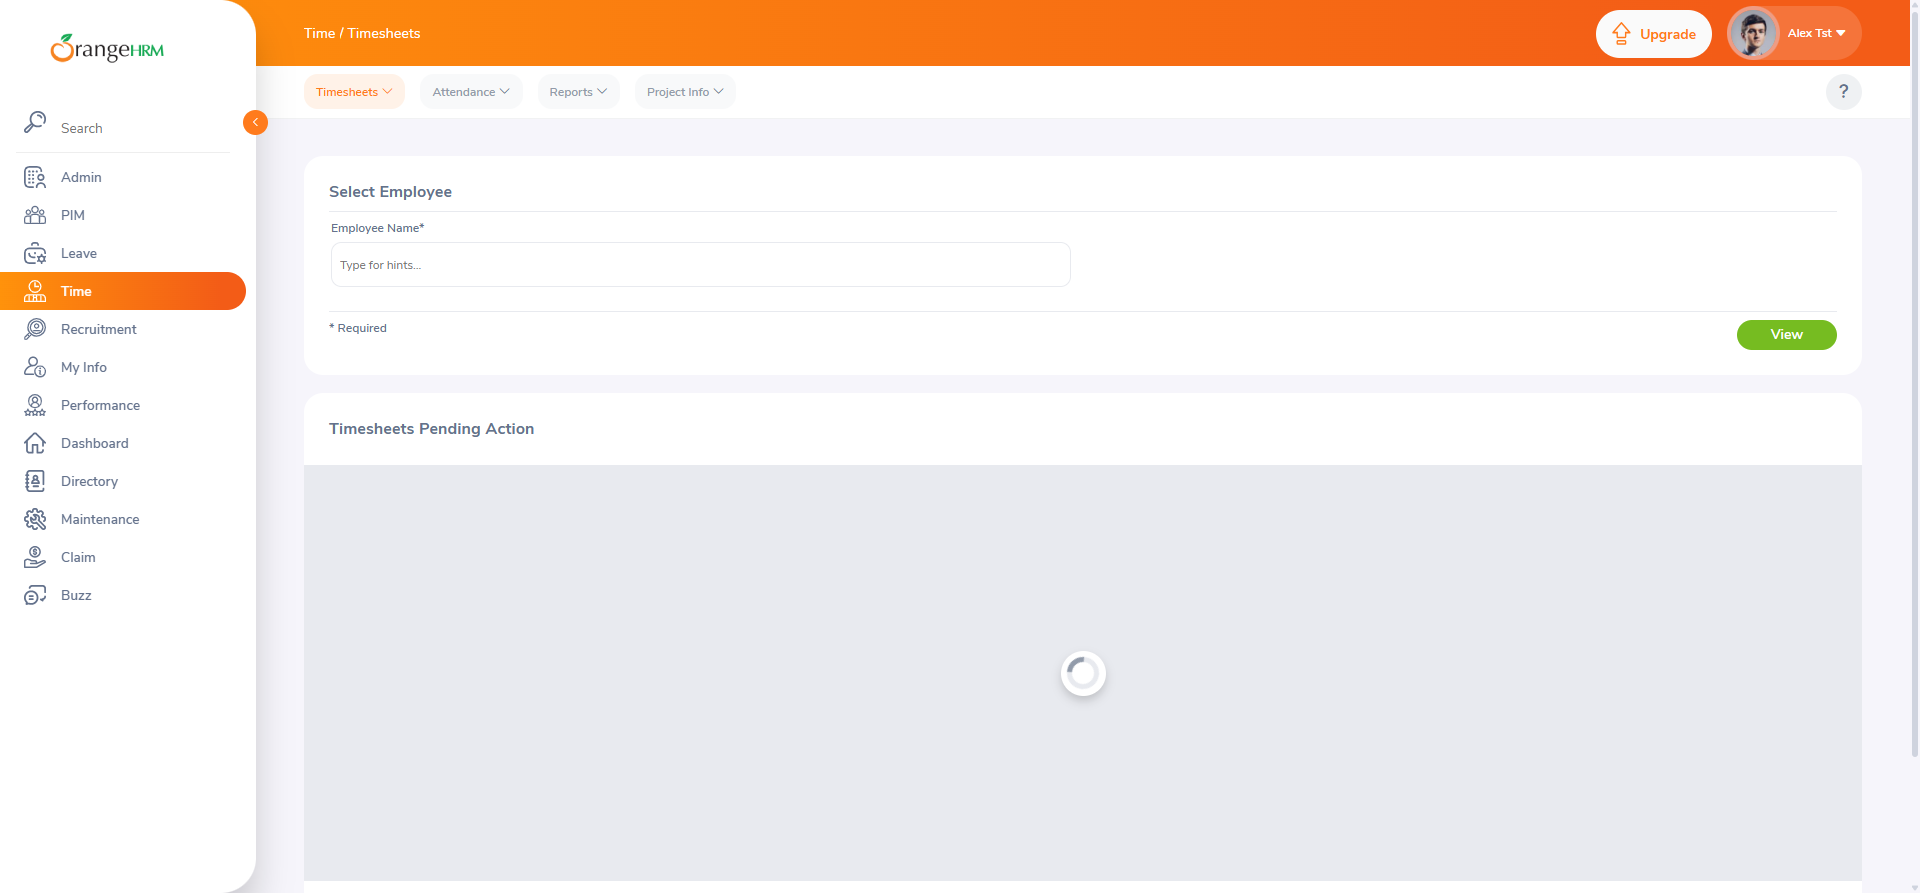 OrangeHRM
Time / Timesheets
Upgrade
Alex Tst
Timesheets
Attendance
Reports
Project Info
?
Search
Admin
PIM
Leave
Time
Recruitment
My Info
Performance
Dashboard
Directory
Maintenance
Claim
Buzz
Select Employee
Employee Name*
Type for hints...
* Required
View
Timesheets Pending Action